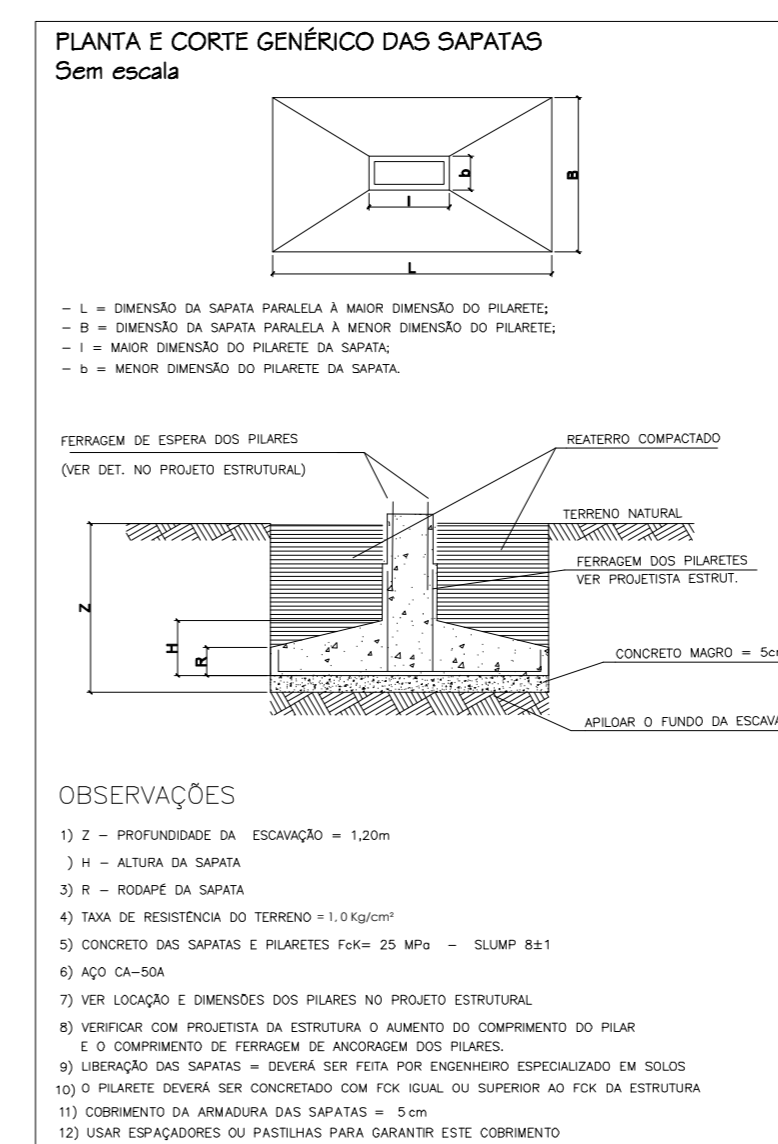 PLANTA E CORTE GENÉRICO DAS SAPATAS
Sem escala
b
B
l
L
– L = DIMENSÃO DA SAPATA PARALELA À MAIOR DIMENSÃO DO PILARETE;
– B = DIMENSÃO DA SAPATA PARALELA À MENOR DIMENSÃO DO PILARETE;
– l = MAIOR DIMENSÃO DO PILARETE DA SAPATA;
– b = MENOR DIMENSÃO DO PILARETE DA SAPATA.
FERRAGEM DE ESPERA DOS PILARES
(VER DET. NO PROJETO ESTRUTURAL)
REATERRO COMPACTADO
TERRENO NATURAL
FERRAGEM DOS PILARETES
VER PROJETISTA ESTRUT.
Z
H
R
CONCRETO MAGRO = 5cm
APILOAR O FUNDO DA ESCAVA
OBSERVAÇÕES
1) Z – PROFUNDIDADE DA ESCAVAÇÃO = 1,20m
) H – ALTURA DA SAPATA
3) R – RODAPÉ DA SAPATA
4) TAXA DE RESISTÊNCIA DO TERRENO = 1,0 Kg/cm²
5) CONCRETO DAS SAPATAS E PILARETES FcK= 25 MPa – SLUMP 8±1
6) AÇO CA–50A
7) VER LOCAÇÃO E DIMENSÕES DOS PILARES NO PROJETO ESTRUTURAL
8) VERIFICAR COM PROJETISTA DA ESTRUTURA O AUMENTO DO COMPRIMENTO DO PILAR
E O COMPRIMENTO DE FERRAGEM DE ANCORAGEM DOS PILARES.
9) LIBERAÇÃO DAS SAPATAS = DEVERÁ SER FEITA POR ENGENHEIRO ESPECIALIZADO EM SOLOS
10) O PILARETE DEVERÁ SER CONCRETADO COM FCK IGUAL OU SUPERIOR AO FCK DA ESTRUTURA
11) COBRIMENTO DA ARMADURA DAS SAPATAS = 5 cm
12) USAR ESPAÇADORES OU PASTILHAS PARA GARANTIR ESTE COBRIMENTO